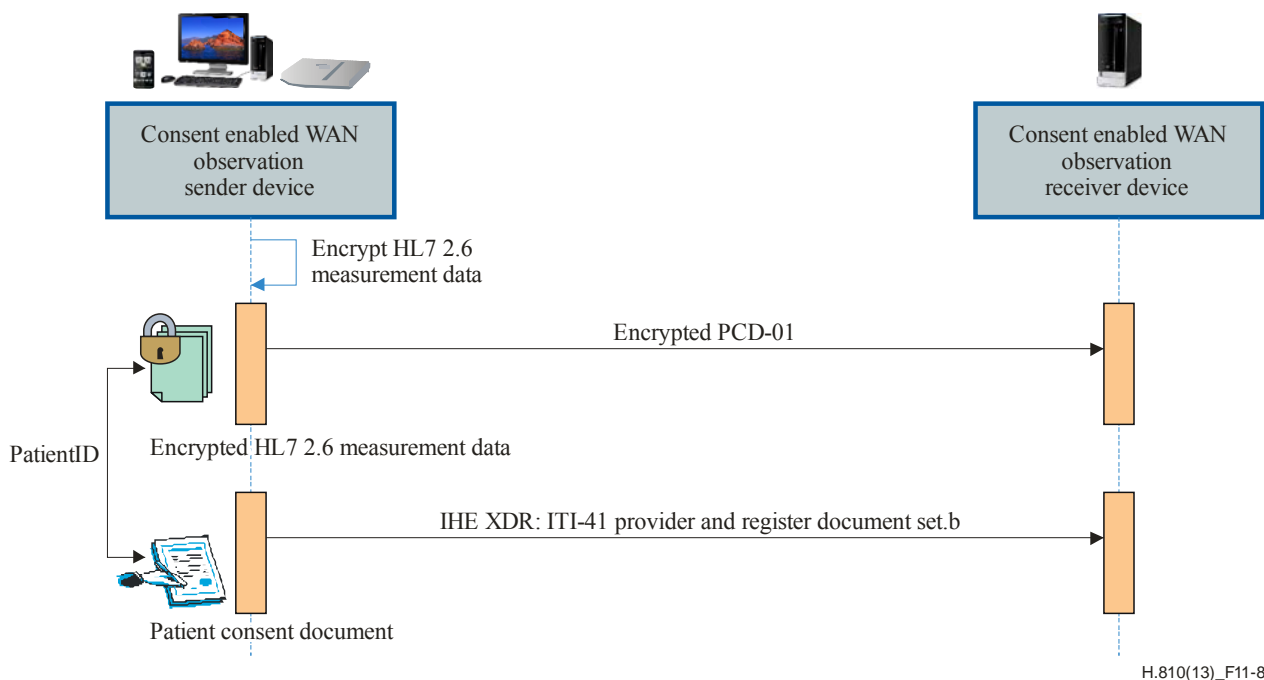 Consent enabled WAN
observation
sender device
Consent enabled WAN
observation
receiver device
Encrypt HL7 2.6
measurement data
Encrypted PCD-01
PatientID
Encrypted HL7 2.6 measurement data
IHE XDR: ITI-41 provider and register document set.b
Patient consent document
H.810(13)_F11-8